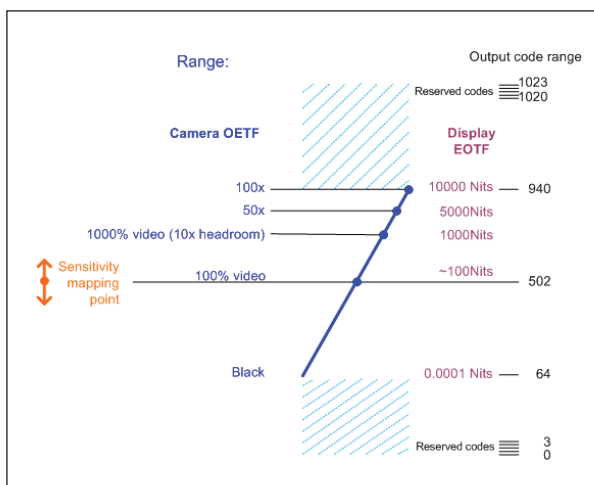 Range:
Output code range
Reserved codes
1023
1020
Camera OETF
Display
EOTF
100x
10000 Nits
940
50x
5000Nits
1000% video (10x headroom)
1000Nits
Sensitivity
mapping
point
100% video
~100Nits
502
Black
0.0001 Nits
64
Reserved codes
3
0